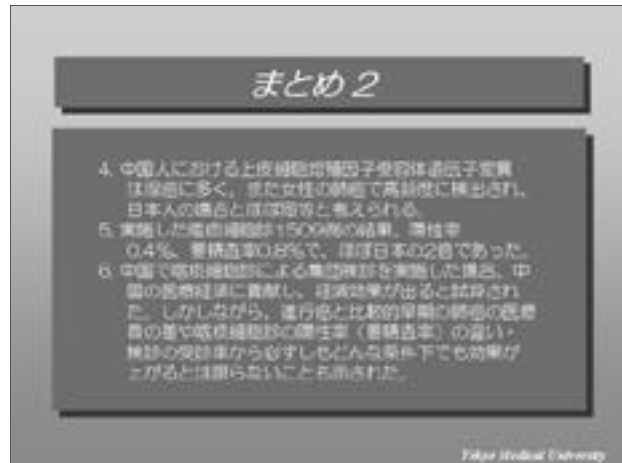 まとめ 2
4. 中国人における上皮細胞増殖因子受容体遺伝子変異
は腺癌に多く、また女性の肺癌で高頻度に検出され、
日本人の場合とほぼ同等と考えられる。
5. 実施した喀痰細胞診1509例の結果、陽性率
0.4%、要精査率0.8%で、ほぼ日本の2倍であった。
6. 中国で喀痰細胞診による集団検診を実施した場合、中
国の医療経済に貢献し、経済効果が出ると試算され
た。しかしながら、進行癌と比較的早期の肺癌の医療
費の差や喀痰細胞診の陽性率（要精査率）の違い・
検診の受診率から必ずしもどんな条件下でも効果が
上がるとは限らないことも示された。
Tokyo Medical University